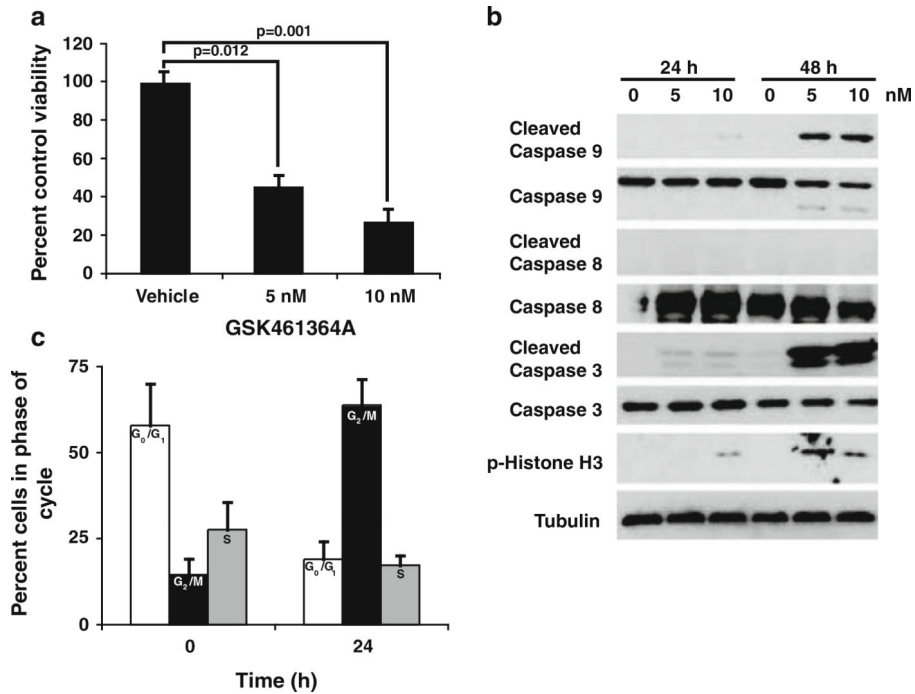 a
p=0.001
p=0.012
120
100
80
60
40
20
0
Percent control viability
Vehicle 5 nM 10 nM
GSK461364A
b
24 h 48 h
0 5 10 0 5 10 nM
Cleaved
Caspase 9
Caspase 9
Cleaved
Caspase 8
Caspase 8
Cleaved
Caspase 3
Caspase 3
p-Histone H3
Tubulin
c
75
50
25
0
Percent cells in phase of
cycle
G0/G1
G2/M
S
G0/G1
G2/M
S
0 24
Time (h)